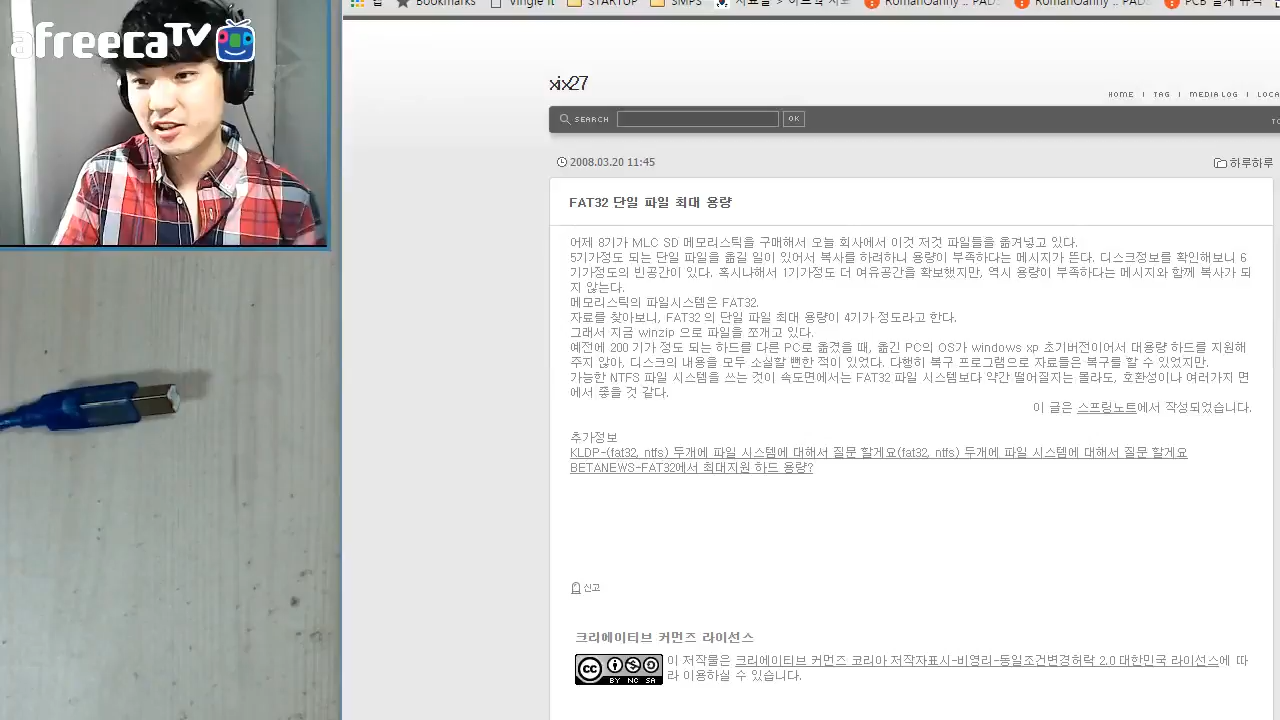 afreecaTV
앱
Bookmarks
Vingle It
STARTUP
SMPS
xix27
HOME | TAG | MEDIA LOG | LOCA
SEARCH OK
2008.03.20 11:45
하루하루
FAT32 단일 파일 최대 용량
어제 8기가 MLC SD 메모리스틱을 구매해서 오늘 회사에서 이것 저것 파일들을 옮겨넣고 있다.
5기가정도 되는 단일 파일을 옮길 일이 있어서 복사를 하려하니 용량이 부족하다는 메시지가 뜬다. 디스크정보를 확인해보니 6
기가정도의 빈공간이 있다. 혹시나해서 1기가정도 더 여유공간을 확보했지만, 역시 용량이 부족하다는 메시지와 함께 복사가 되
지 않는다.
메모리스틱의 파일시스템은 FAT32.
자료를 찾아보니, FAT32 의 단일 파일 최대 용량이 4기가 정도라고 한다.
그래서 지금 winzip 으로 파일을 쪼개고 있다.
예전에 200 기가 정도 되는 하드를 다른 PC로 옮겼을 때, 옮긴 PC의 OS가 windows xp 초기버전이어서 대용량 하드를 지원해
주지 않아, 디스크의 내용을 모두 소실할 뻔한 적이 있었다. 다행히 복구 프로그램으로 자료들은 복구를 할 수 있었지만,
가능한 NTFS 파일 시스템을 쓰는 것이 속도면에서는 FAT32 파일 시스템보다 약간 떨어질지는 몰라도, 호환성이나 여러가지 면
에서 좋을 것 같다.
이 글은 스프링노트에서 작성되었습니다.
추가정보
KLDP-(fat32, ntfs) 두개에 파일 시스템에 대해서 질문 할게요(fat32, ntfs) 두개에 파일 시스템에 대해서 질문 할게요
BETANEWS-FAT32에서 최대지원 하드 용량?
신고
크리에이티브 커먼즈 라이선스
cc BY NC SA
이 저작물은 크리에이티브 커먼즈 코리아 저작자표시-비영리-동일조건변경허락 2.0 대한민국 라이선스에 따
라 이용하실 수 있습니다.